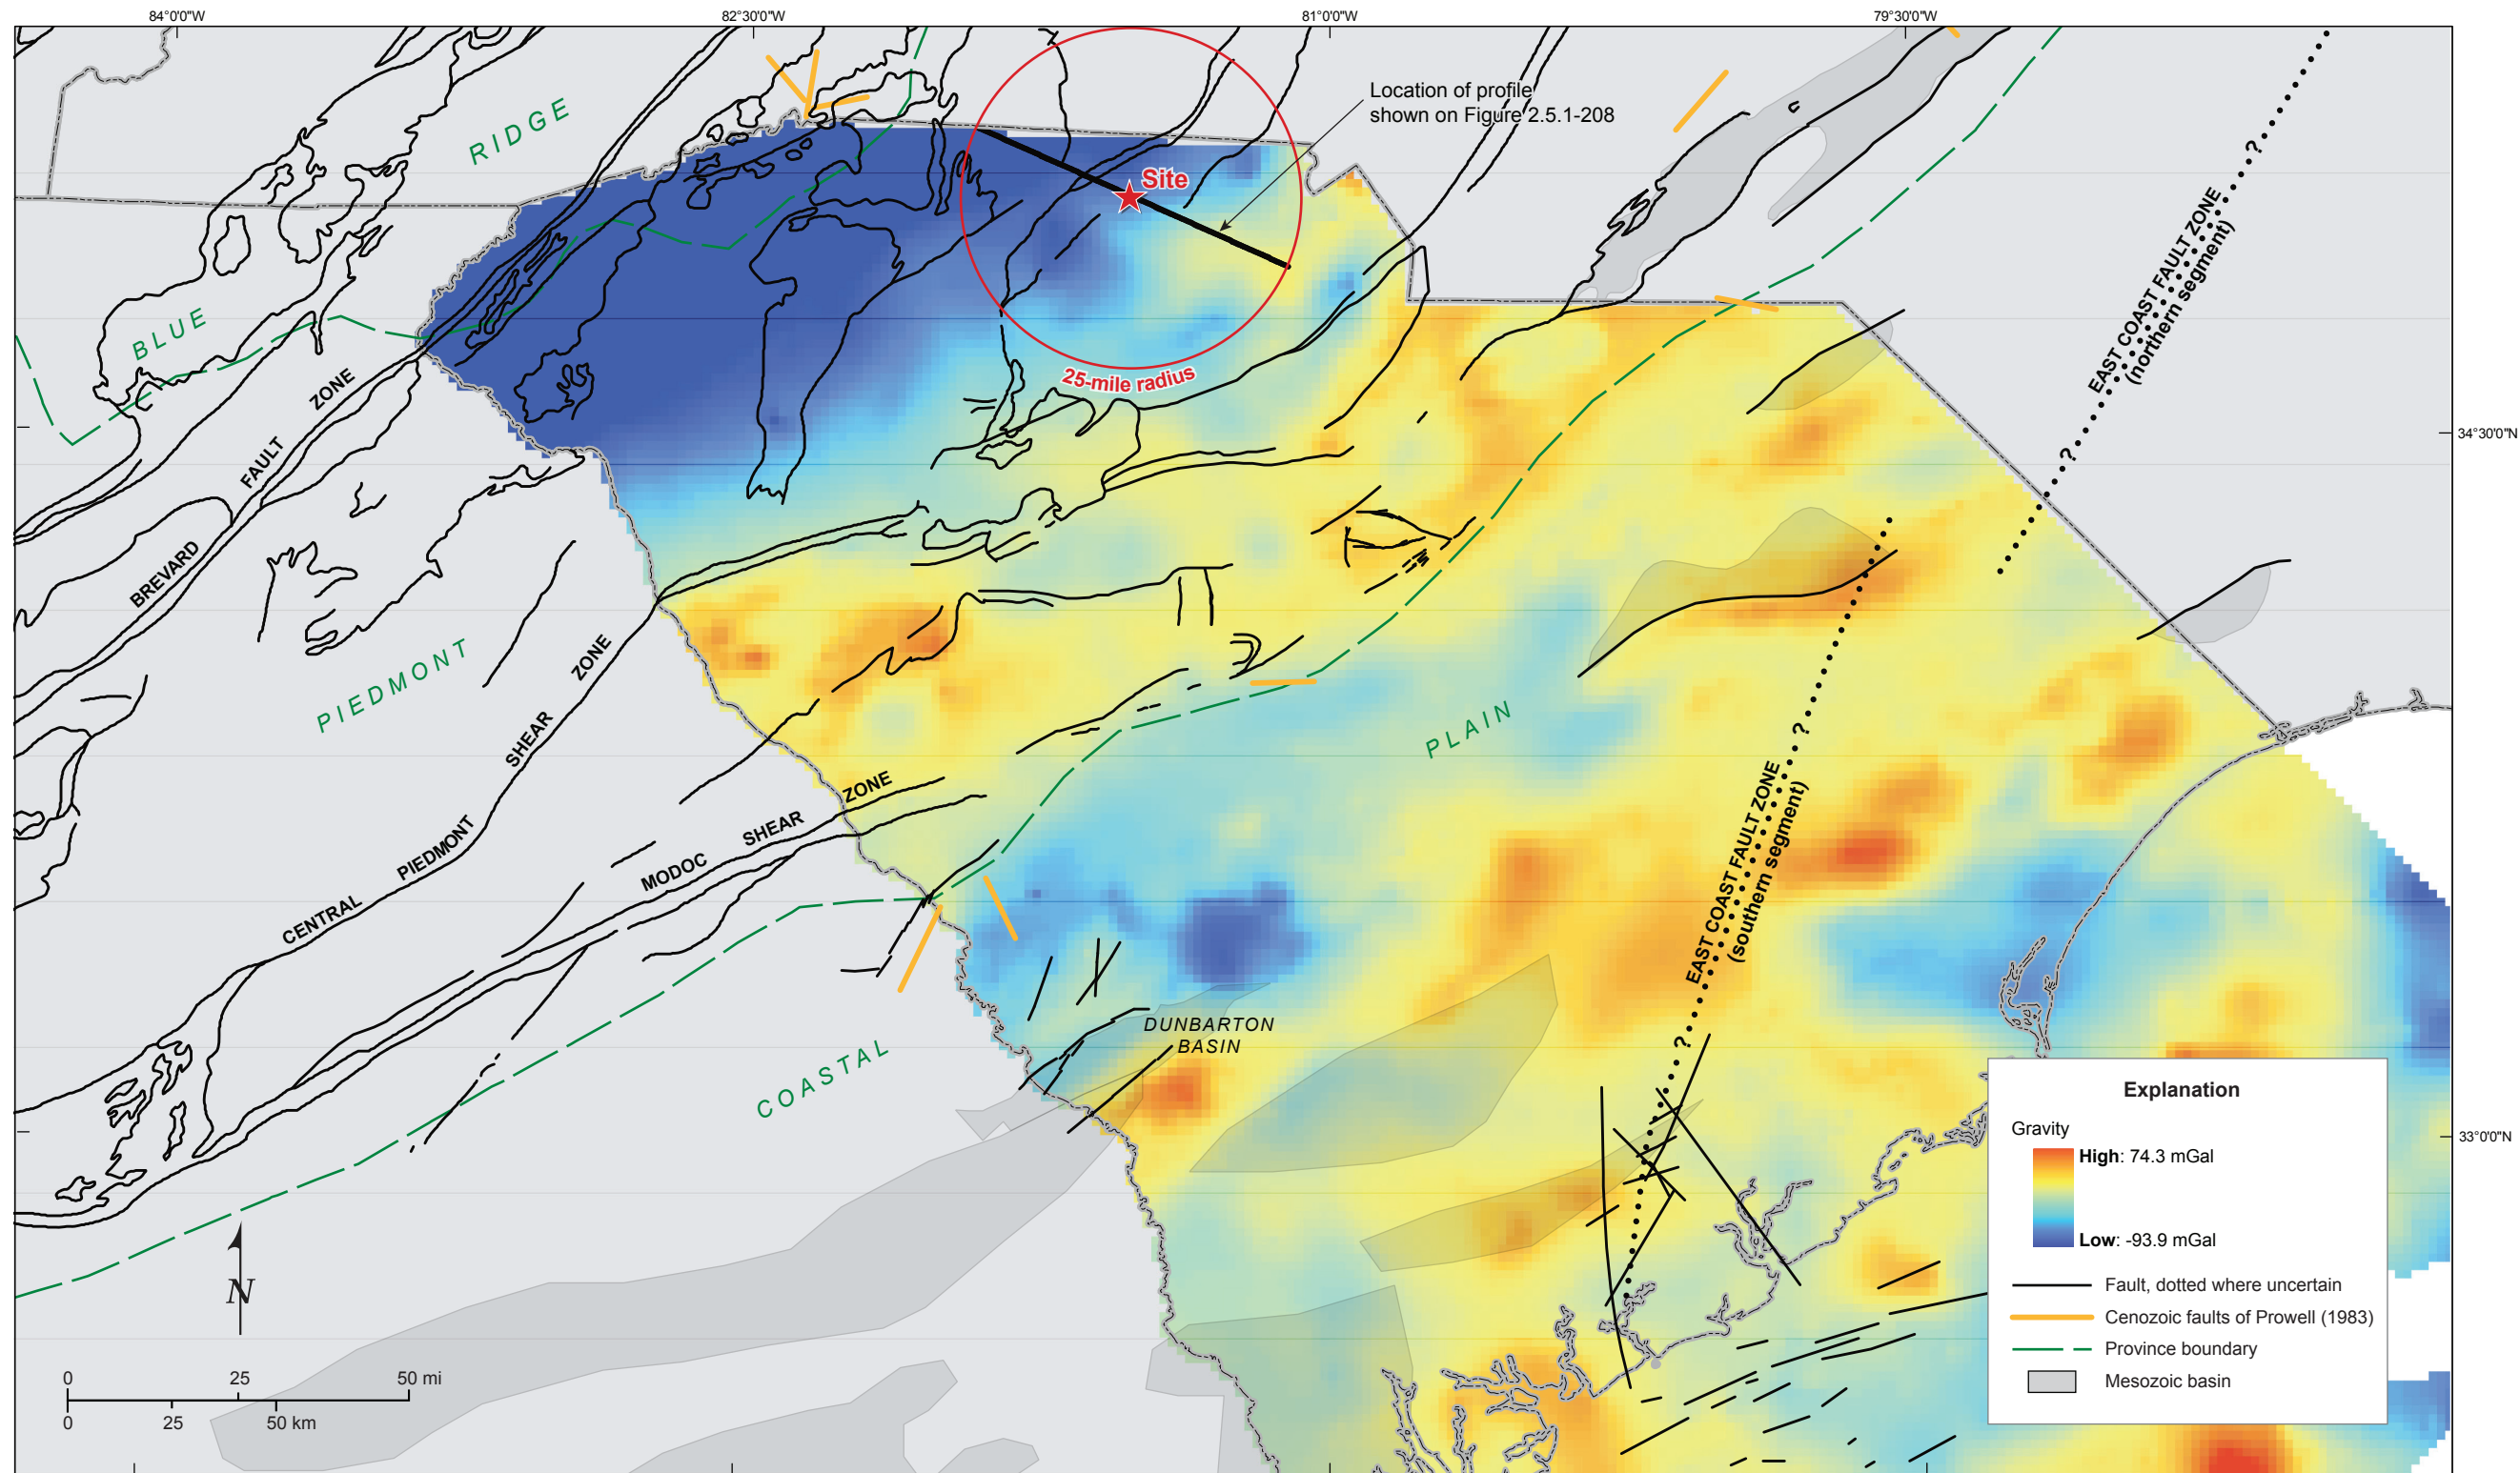 84°0'0"W
82°30'0"W
81°0'0"W
79°30'0"W
Location of profile
shown on Figure 2.5.1-208
RIDGE
Site
EAST COAST FAULT ZONE
(northern segment)
?
BLUE
25-mile radius
ZONE
FAULT
BREVARD
?
34°30'0"N
ZONE
PIEDMONT
SHEAR
PLAIN
?
ZONE
EAST COAST FAULT ZONE
(southern segment)
SHEAR
PIEDMONT
MODOC
CENTRAL
DUNBARTON
BASIN
?
COASTAL
33°0'0"N
N
0 25 50 mi
0 25 50 km
Explanation
Gravity
High: 74.3 mGal
Low: -93.9 mGal
Fault, dotted where uncertain
Cenozoic faults of Prowell (1983)
Province boundary
Mesozoic basin